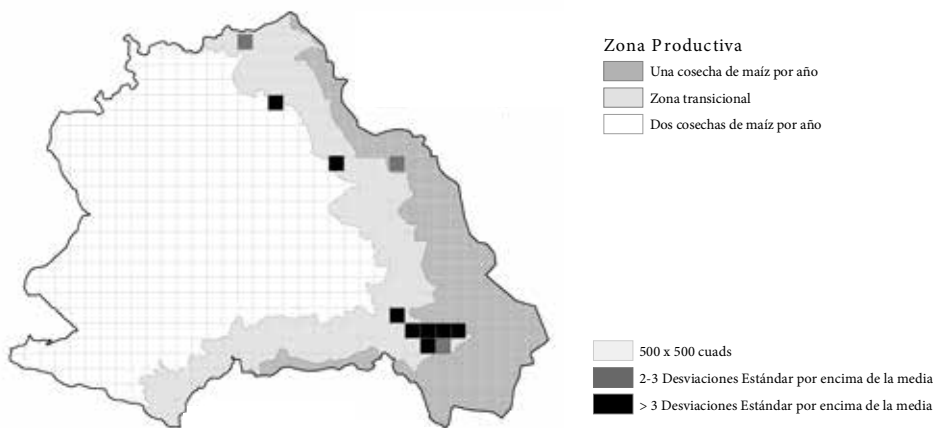 Zona Productiva
Una cosecha de maíz por año
Zona transicional
Dos cosechas de maíz por año
500 x 500 cuads
2-3 Desviaciones Estándar por encima de la media
> 3 Desviaciones Estándar por encima de la media